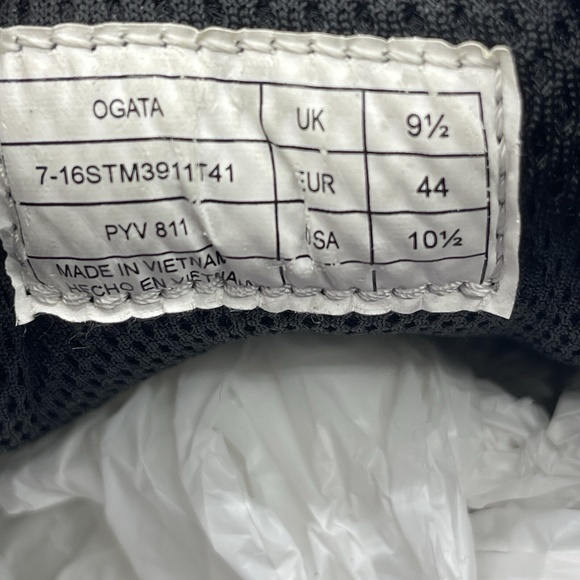 OGATA UK 9½
7-16STM3911T41 EUR 44
PYV 811 USA 10½
MADE IN VIETNAM
HECHO EN VIETNAM